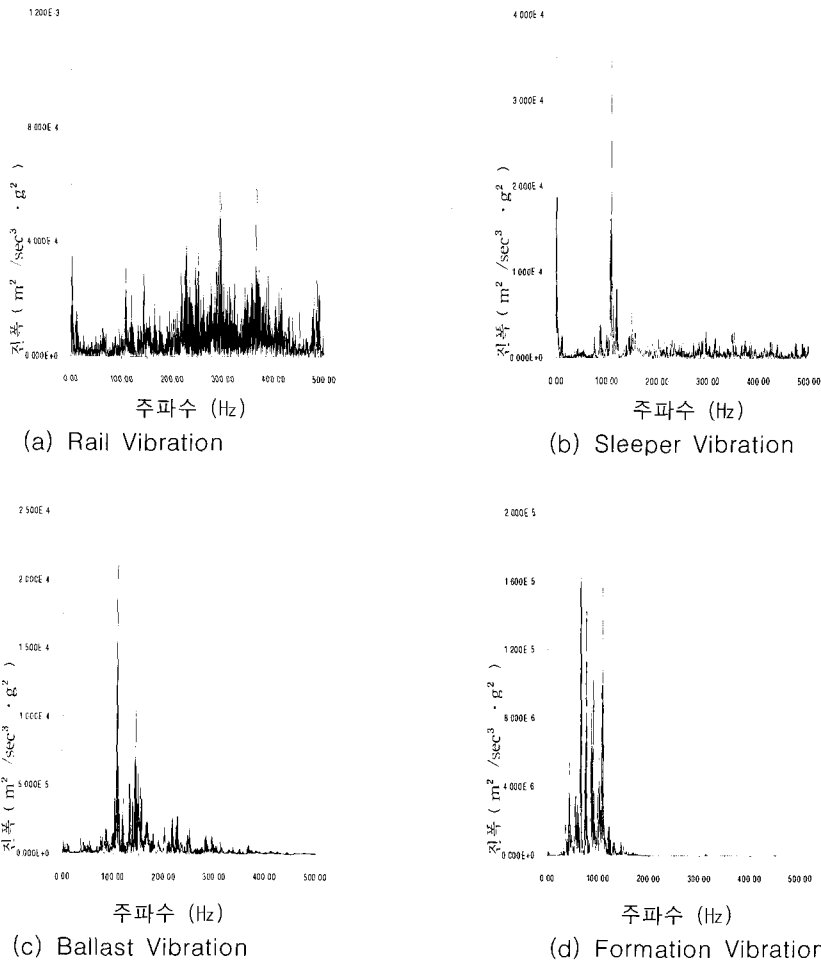 1 200E-3
8 000E 4
4 000E 4
0 000E+0
진폭 ( m² /sec³ · g² )
0 00 100 00 200 00 300 00 400 00 500 00
주파수 (Hz)
(a) Rail Vibration
4 000E 4
3 000E 4
2 000E 4
1 000E 4
0 000E+0
진폭 ( m² /sec³ · g² )
0 00 100 00 200 00 300 00 400 00 500 00
주파수 (Hz)
(b) Sleeper Vibration
2 500E 4
2 000E 4
1 500E 4
1 000E 4
5 000E 5
0 000E+0
진폭 ( m² /sec³ · g² )
0 00 100 00 200 00 300 00 400 00 500 00
주파수 (Hz)
(c) Ballast Vibration
2 000E 5
1 600E 5
1 200E 5
8 000E 6
4 000E 6
0 000E+0
진폭 ( m² /sec³ · g² )
0 00 100 00 200 00 300 00 400 00 500 00
주파수 (Hz)
(d) Formation Vibration